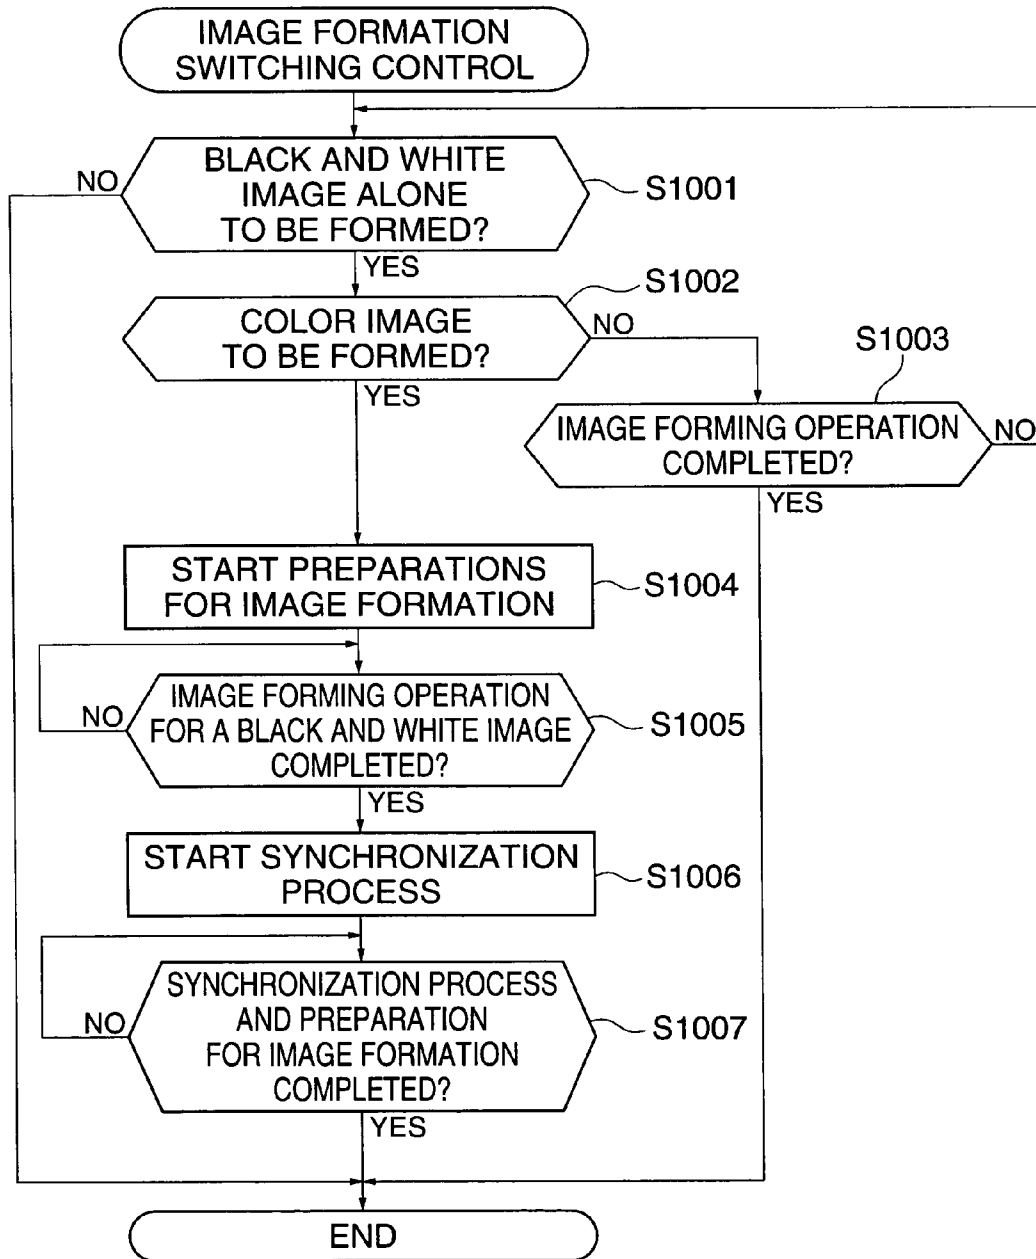 IMAGE FORMATION
SWITCHING CONTROL
NO
BLACK AND WHITE
IMAGE ALONE
TO BE FORMED?
S1001
YES
S1002
COLOR IMAGE
TO BE FORMED?
NO
S1003
YES
IMAGE FORMING OPERATION
COMPLETED?
NO
YES
START PREPARATIONS
FOR IMAGE FORMATION
S1004
IMAGE FORMING OPERATION
FOR A BLACK AND WHITE IMAGE
COMPLETED?
NO
S1005
YES
START SYNCHRONIZATION
PROCESS
S1006
SYNCHRONIZATION PROCESS
AND PREPARATION
FOR IMAGE FORMATION
COMPLETED?
NO
S1007
YES
END